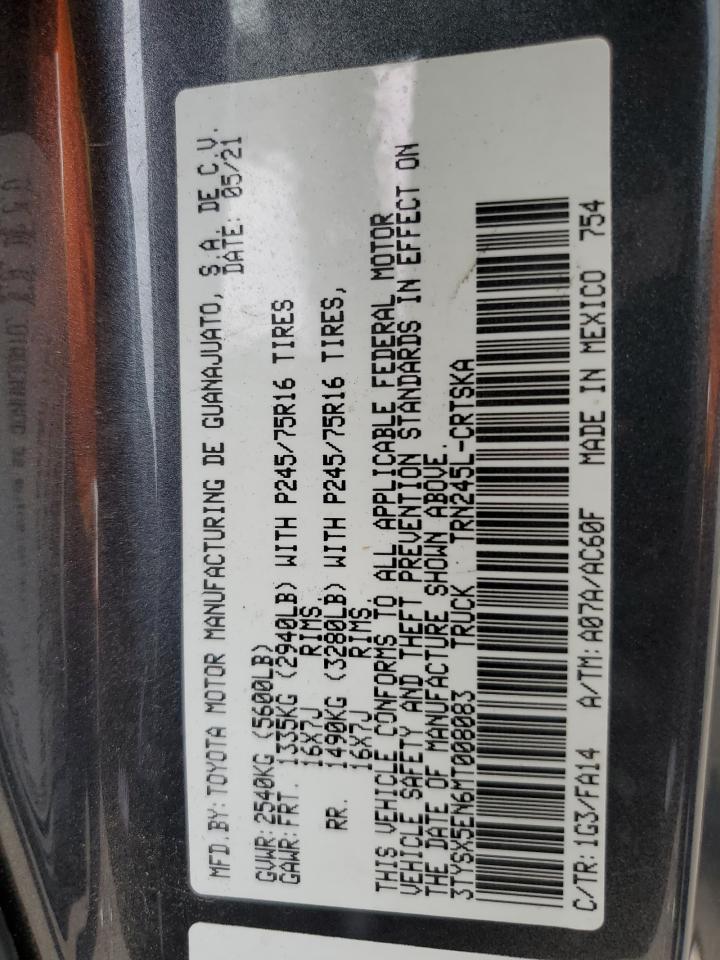 MFD.BY:TOYOTA MOTOR MANUFACTURING DE GUANAJUATO, S.A. DE C.V.
DATE: 05/21
GVWR:2540KG (5600LB)
GAWR:FRT. 1335KG (2940LB) WITH P245/75R16 TIRES
16X7J RIMS,
RR. 1490KG (3280LB) WITH P245/75R16 TIRES,
16X7J RIMS
THIS VEHICLE CONFORMS TO ALL APPLICABLE FEDERAL MOTOR
VEHICLE SAFETY AND THEFT PREVENTION STANDARDS IN EFFECT ON
THE DATE OF MANUFACTURE SHOWN ABOVE.
3TYSX5EN6MT008083 TRUCK TRN245L-CRTSKA
C/TR:1G3/FA14 A/TM:A07A/AC60F MADE IN MEXICO 754